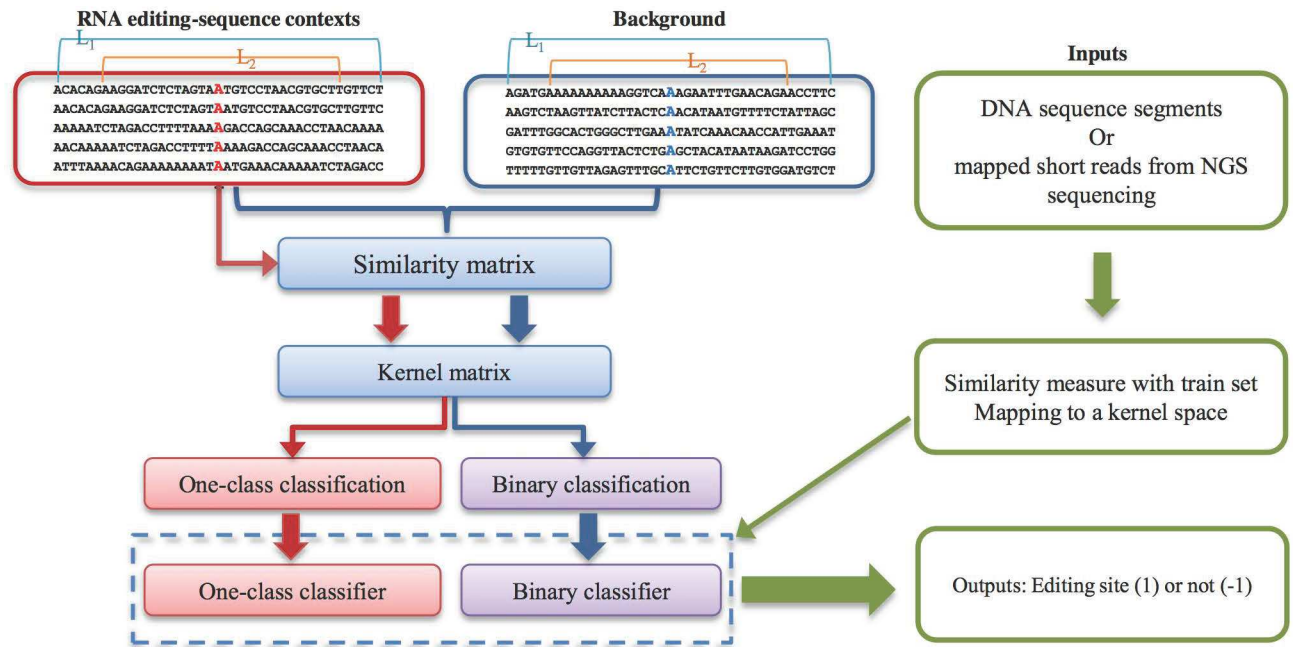 RNA editing-sequence contexts
L1
L2
ACACAGAAGGATCTCTAGTAATGTCCTAACGTGCTTGTTCT
AACACAGAAGGATCTCTAGTAATGTCCTAACGTGCTTGTTC
AAAAATCTAGACCTTTTAAAAGACCAGCAAACCTAACAAAA
AACAAAAATCTAGACCTTTTAAAAGACCAGCAAACCTAACA
ATTTAAAACAGAAAAAAAATAATGAAACAAAAATCTAGACC
Background
L1
L2
AGATGAAAAAAAAAAGGTCAAAGAATTTGAACAGAACCTTC
AAGTCTAAGTTATCTTACTCAACATAATGTTTTCTATTAGC
GATTTGGCACTGGGCTTGAAATATCAAACAACCATTGAAAT
GTGTGTTCCAGGTTACTCTGAGCTACATAATAAGATCCTGG
TTTTTGTTGTTAGAGTTTGCATTCTGTTCTTGTGGATGTCT
Similarity matrix
Kernel matrix
One-class classification
Binary classification
One-class classifier
Binary classifier
Inputs
DNA sequence segments
Or
mapped short reads from NGS
sequencing
Similarity measure with train set
Mapping to a kernel space
Outputs: Editing site (1) or not (-1)